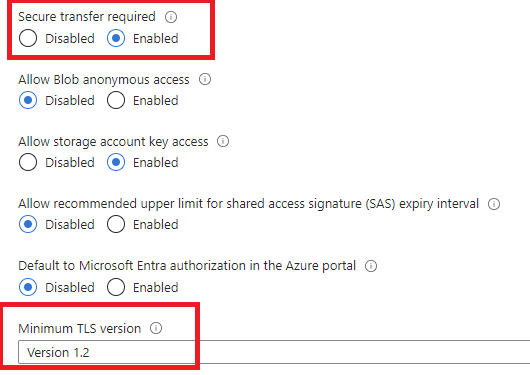 Secure transfer required
Disabled Enabled
Allow Blob anonymous access
Disabled Enabled
Allow storage account key access
Disabled Enabled
Allow recommended upper limit for shared access signature (SAS) expiry interval
Disabled Enabled
Default to Microsoft Entra authorization in the Azure portal
Disabled Enabled
Minimum TLS version
Version 1.2